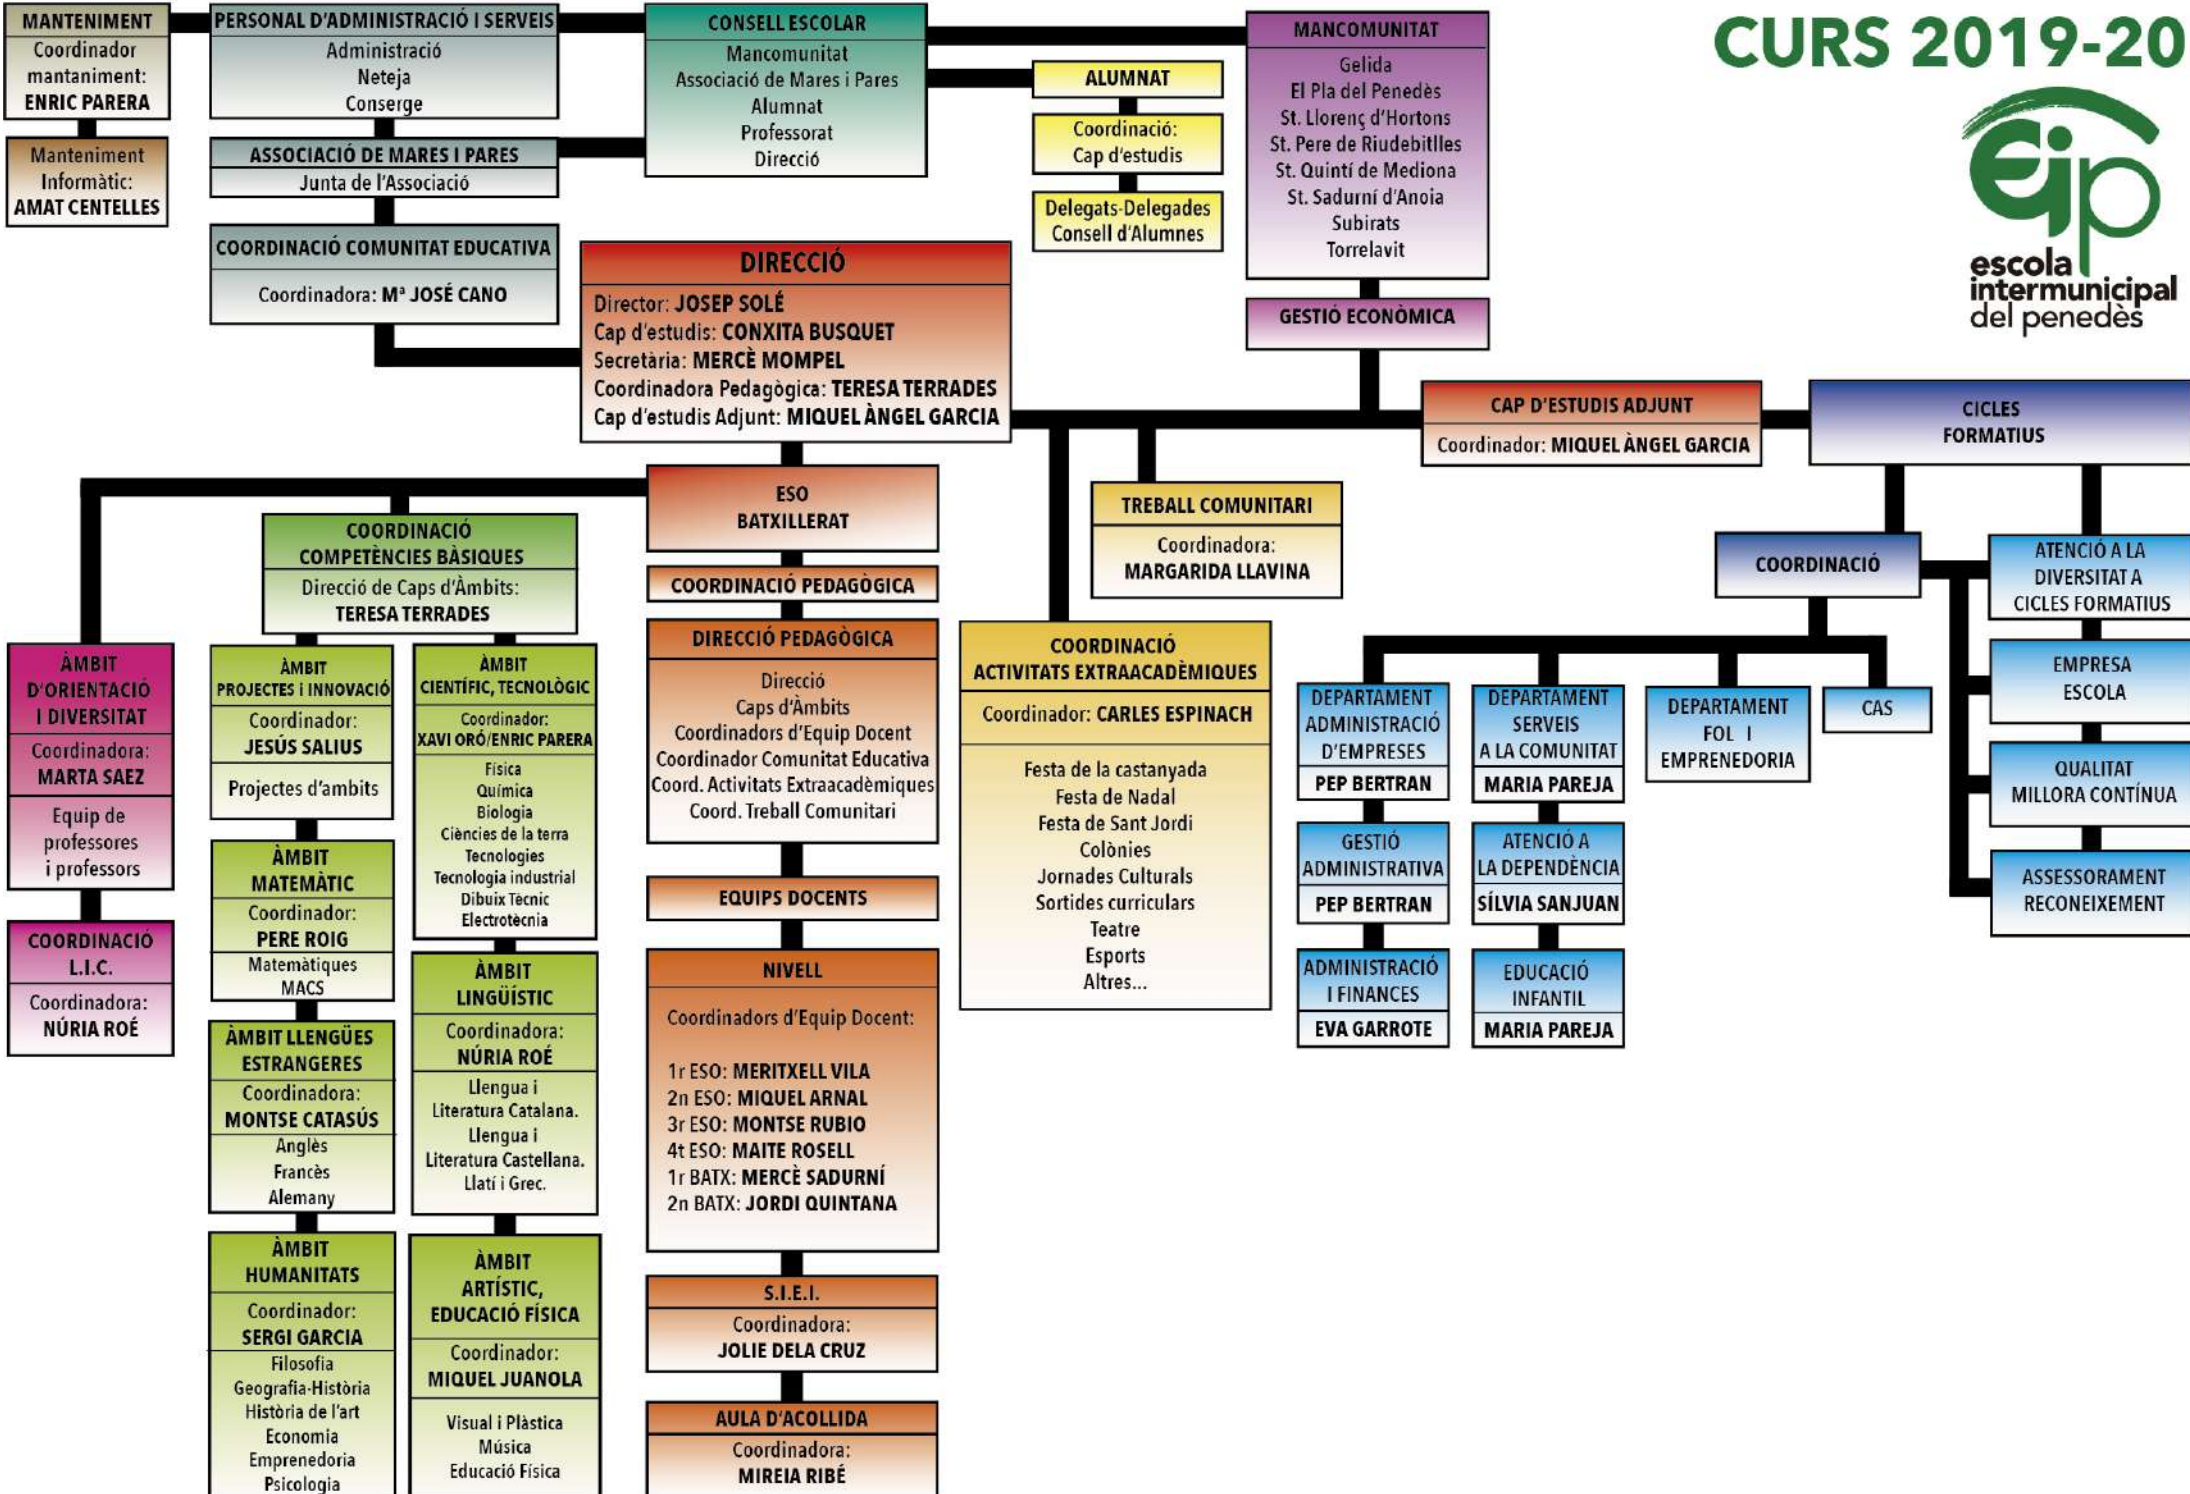 CURS 2019-20
eip
escola
intermunicipal
del penedès
MANTENIMENT
Coordinador
mantaniment:
ENRIC PARERA
Manteniment
Informàtic:
AMAT CENTELLES
PERSONAL D'ADMINISTRACIÓ I SERVEIS
Administració
Neteja
Conserge
ASSOCIACIÓ DE MARES I PARES
Junta de l'Associació
COORDINACIÓ COMUNITAT EDUCATIVA
Coordinadora: Mª JOSÉ CANO
CONSELL ESCOLAR
Mancomunitat
Associació de Mares i Pares
Alumnat
Professorat
Direcció
ALUMNAT
Coordinació:
Cap d'estudis
Delegats-Delegades
Consell d'Alumnes
MANCOMUNITAT
Gelida
El Pla del Penedès
St. Llorenç d'Hortons
St. Pere de Riudebitlles
St. Quintí de Mediona
St. Sadurní d'Anoia
Subirats
Torrelavit
GESTIÓ ECONÒMICA
DIRECCIÓ
Director: JOSEP SOLÉ
Cap d'estudis: CONXITA BUSQUET
Secretària: MERCÈ MOMPEL
Coordinadora Pedagògica: TERESA TERRADES
Cap d'estudis Adjunt: MIQUEL ÀNGEL GARCIA
CAP D'ESTUDIS ADJUNT
Coordinador: MIQUEL ÀNGEL GARCIA
CICLES
FORMATIUS
ESO
BATXILLERAT
COORDINACIÓ
COMPETÈNCIES BÀSIQUES
Direcció de Caps d'Àmbits:
TERESA TERRADES
ÀMBIT
D'ORIENTACIÓ
I DIVERSITAT
Coordinadora:
MARTA SAEZ
Equip de
professores
i professors
COORDINACIÓ
L.I.C.
Coordinadora:
NÚRIA ROÉ
ÀMBIT
PROJECTES i INNOVACIÓ
Coordinador:
JESÚS SALIUS
Projectes d'ambits
ÀMBIT
MATEMÀTIC
Coordinador:
PERE ROIG
Matemàtiques
MACS
ÀMBIT LLENGÜES
ESTRANGERES
Coordinadora:
MONTSE CATASÚS
Anglès
Francès
Alemany
ÀMBIT
HUMANITATS
Coordinador:
SERGI GARCIA
Filosofia
Geografia-Història
Història de l'art
Economia
Emprenedoria
Psicologia
ÀMBIT
CIENTÍFIC, TECNOLÒGIC
Coordinador:
XAVI ORÓ/ENRIC PARERA
Física
Química
Biologia
Ciències de la terra
Tecnologies
Tecnologia industrial
Dibuix Tècnic
Electrotècnia
ÀMBIT
LINGÜÍSTIC
Coordinadora:
NÚRIA ROÉ
Llengua i
Literatura Catalana.
Llengua i
Literatura Castellana.
Llatí i Grec.
ÀMBIT
ARTÍSTIC,
EDUCACIÓ FÍSICA
Coordinador:
MIQUEL JUANOLA
Visual i Plàstica
Música
Educació Física
COORDINACIÓ PEDAGÒGICA
DIRECCIÓ PEDAGÒGICA
Direcció
Caps d'Àmbits
Coordinadors d'Equip Docent
Coordinador Comunitat Educativa
Coord. Activitats Extraacadèmiques
Coord. Treball Comunitari
EQUIPS DOCENTS
NIVELL
Coordinadors d'Equip Docent:
1r ESO: MERITXELL VILA
2n ESO: MIQUEL ARNAL
3r ESO: MONTSE RUBIO
4t ESO: MAITE ROSELL
1r BATX: MERCÈ SADURNÍ
2n BATX: JORDI QUINTANA
S.I.E.I.
Coordinadora:
JOLIE DELA CRUZ
AULA D'ACOLLIDA
Coordinadora:
MIREIA RIBÉ
TREBALL COMUNITARI
Coordinadora:
MARGARIDA LLAVINA
COORDINACIÓ
ACTIVITATS EXTRAACADÈMIQUES
Coordinador: CARLES ESPINACH
Festa de la castanyada
Festa de Nadal
Festa de Sant Jordi
Colònies
Jornades Culturals
Sortides curriculars
Teatre
Esports
Altres...
COORDINACIÓ
DEPARTAMENT
ADMINISTRACIÓ
D'EMPRESES
PEP BERTRAN
GESTIÓ
ADMINISTRATIVA
PEP BERTRAN
ADMINISTRACIÓ
I FINANCES
EVA GARROTE
DEPARTAMENT
SERVEIS
A LA COMUNITAT
MARIA PAREJA
ATENCIÓ A
LA DEPENDÈNCIA
SÍLVIA SANJUAN
EDUCACIÓ
INFANTIL
MARIA PAREJA
DEPARTAMENT
FOL I
EMPRENEDORIA
CAS
ATENCIÓ A LA
DIVERSITAT A
CICLES FORMATIUS
EMPRESA
ESCOLA
QUALITAT
MILLORA CONTÍNUA
ASSESSORAMENT
RECONEIXEMENT